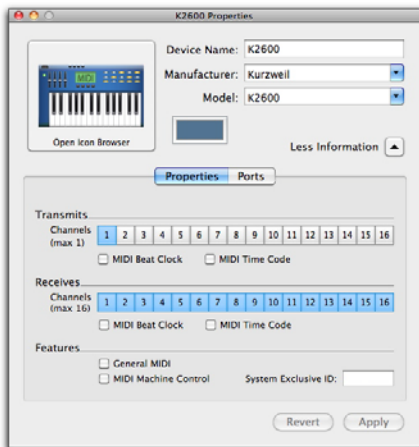 K2600 Properties
MIDI
Open Icon Browser
Device Name: K2600
Manufacturer: Kurzweil
Model: K2600
Less Information
Properties Ports
Transmits
Channels
(max 1)
1 2 3 4 5 6 7 8 9 10 11 12 13 14 15 16
MIDI Beat Clock MIDI Time Code
Receives
Channels
(max 16)
1 2 3 4 5 6 7 8 9 10 11 12 13 14 15 16
MIDI Beat Clock MIDI Time Code
Features
General MIDI
MIDI Machine Control System Exclusive ID:
Revert Apply